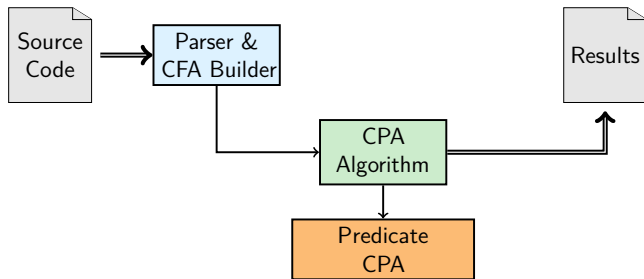 Source
Code
Parser &
CFA Builder
Results
CPA
Algorithm
Predicate
CPA